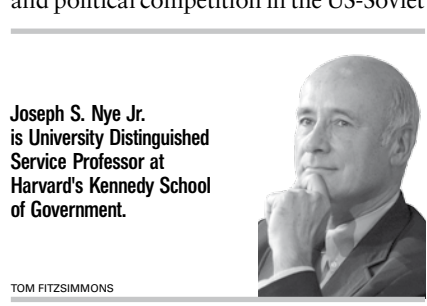 and political competition in the US-Soviet
Joseph S. Nye Jr.
is University Distinguished
Service Professor at
Harvard's Kennedy School
of Government.
TOM FITZSIMMONS